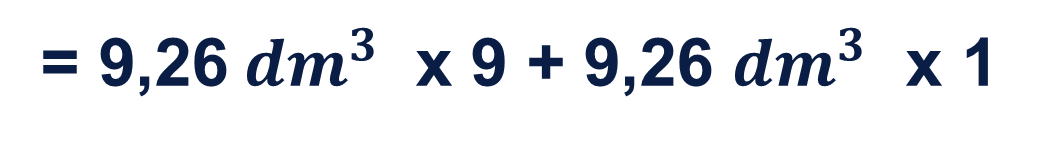 = 9,26 dm³ x 9 + 9,26 dm³ x 1